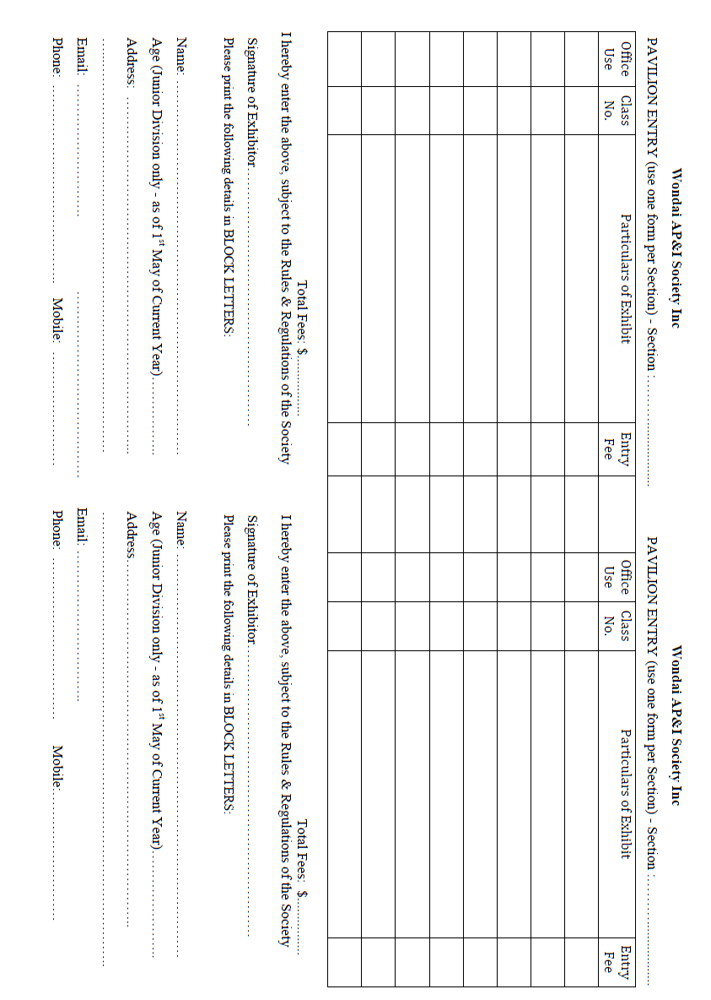 Wondai AP&I Society Inc
PAVILION ENTRY (use one form per Section) - Section : ..........................
Office Use Class No. Particulars of Exhibit Entry Fee
Total Fees: $..................
I hereby enter the above, subject to the Rules & Regulations of the Society
Signature of Exhibitor..............................................................
Please print the following details in BLOCK LETTERS:
Name: ..............................................................................
Age (Junior Division only - as of 1st May of Current Year)................
Address: ...........................................................................
.......................................................................................
Email: ..............................................................................
Phone: ............................................ Mobile: ........................
Wondai AP&I Society Inc
PAVILION ENTRY (use one form per Section) - Section : ..........................
Office Use Class No. Particulars of Exhibit Entry Fee
Total Fees: $..................
I hereby enter the above, subject to the Rules & Regulations of the Society
Signature of Exhibitor..............................................................
Please print the following details in BLOCK LETTERS:
Name: ..............................................................................
Age (Junior Division only - as of 1st May of Current Year).....................
Address............................................................................
.......................................................................................
Email: ..............................
Phone: ................................ Mobile...........................